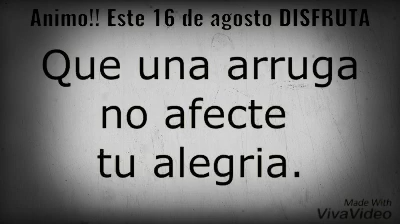 Animo!! Este 16 de agosto DISFRUTA
Que una arruga
no afecte
tu alegria.
Made With
VivaVideo